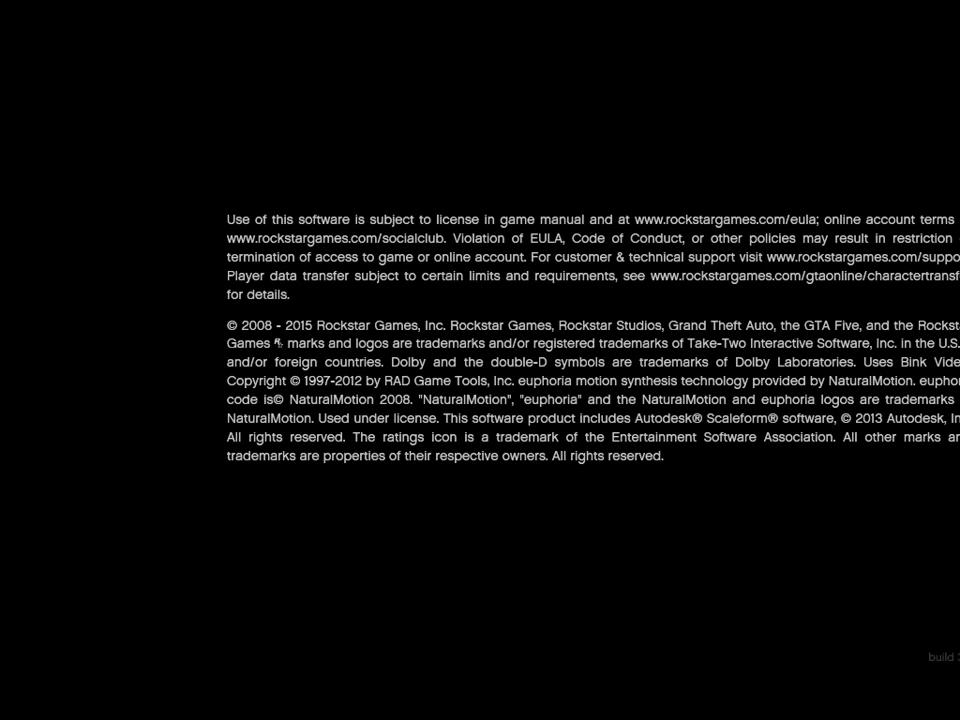 Use of this software is subject to license in game manual and at www.rockstargames.com/eula; online account terms
www.rockstargames.com/socialclub. Violation of EULA, Code of Conduct, or other policies may result in restriction
termination of access to game or online account. For customer & technical support visit www.rockstargames.com/suppo
Player data transfer subject to certain limits and requirements, see www.rockstargames.com/gtaonline/charactertransf
for details.
© 2008 - 2015 Rockstar Games, Inc. Rockstar Games, Rockstar Studios, Grand Theft Auto, the GTA Five, and the Rockst
Games marks and logos are trademarks and/or registered trademarks of Take-Two Interactive Software, Inc. in the U.S.
and/or foreign countries. Dolby and the double-D symbols are trademarks of Dolby Laboratories. Uses Bink Vide
Copyright © 1997-2012 by RAD Game Tools, Inc. euphoria motion synthesis technology provided by NaturalMotion. euphor
code is© NaturalMotion 2008. "NaturalMotion", "euphoria" and the NaturalMotion and euphoria logos are trademarks
NaturalMotion. Used under license. This software product includes Autodesk® Scaleform® software, © 2013 Autodesk, In
All rights reserved. The ratings icon is a trademark of the Entertainment Software Association. All other marks an
trademarks are properties of their respective owners. All rights reserved.
build